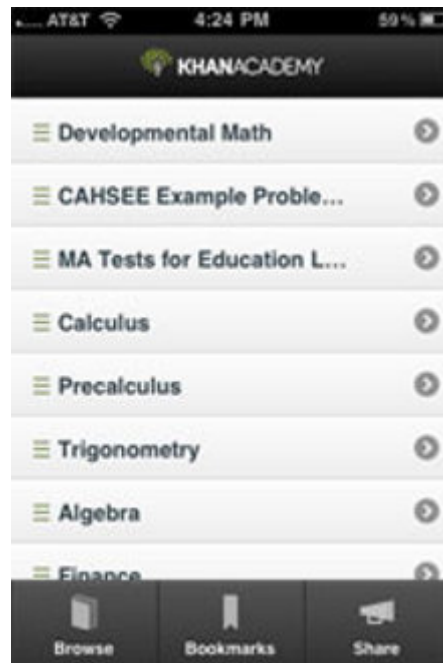 AT&T 4:24 PM 59%
KHANACADEMY
Developmental Math
CAHSEE Example Proble...
MA Tests for Education L...
Calculus
Precalculus
Trigonometry
Algebra
Finance
Browse Bookmarks Share